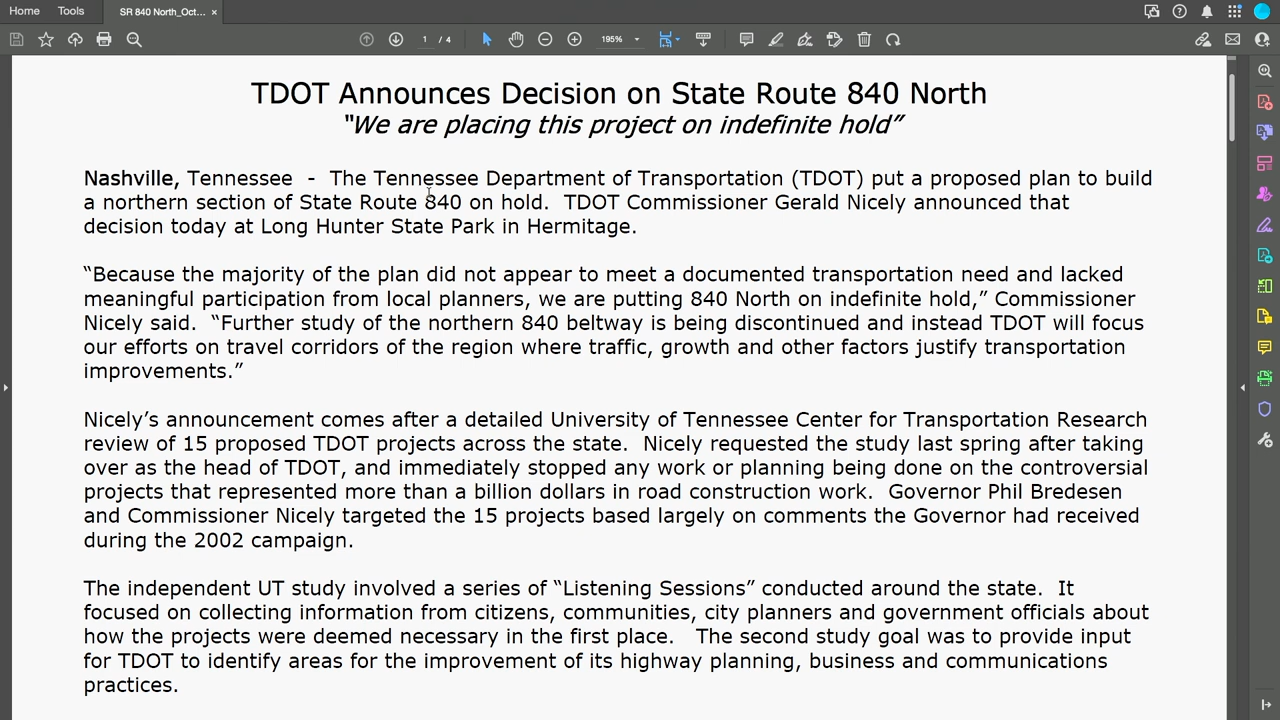 Home Tools SR 840 North_Oct... ×
1 / 4 195%
TDOT Announces Decision on State Route 840 North
“We are placing this project on indefinite hold”
Nashville, Tennessee - The Tennessee Department of Transportation (TDOT) put a proposed plan to build
a northern section of State Route 840 on hold. TDOT Commissioner Gerald Nicely announced that
decision today at Long Hunter State Park in Hermitage.
“Because the majority of the plan did not appear to meet a documented transportation need and lacked
meaningful participation from local planners, we are putting 840 North on indefinite hold,” Commissioner
Nicely said. “Further study of the northern 840 beltway is being discontinued and instead TDOT will focus
our efforts on travel corridors of the region where traffic, growth and other factors justify transportation
improvements.”
Nicely’s announcement comes after a detailed University of Tennessee Center for Transportation Research
review of 15 proposed TDOT projects across the state. Nicely requested the study last spring after taking
over as the head of TDOT, and immediately stopped any work or planning being done on the controversial
projects that represented more than a billion dollars in road construction work. Governor Phil Bredesen
and Commissioner Nicely targeted the 15 projects based largely on comments the Governor had received
during the 2002 campaign.
The independent UT study involved a series of “Listening Sessions” conducted around the state. It
focused on collecting information from citizens, communities, city planners and government officials about
how the projects were deemed necessary in the first place. The second study goal was to provide input
for TDOT to identify areas for the improvement of its highway planning, business and communications
practices.